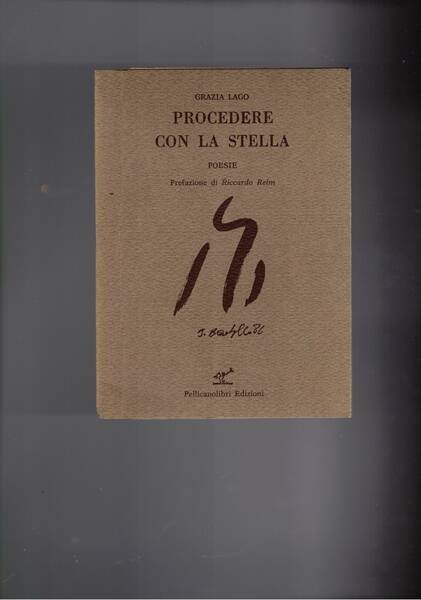 GRAZIA LAGO
PROCEDERE
CON LA STELLA
POESIE
Prefazione di Riccardo Reim
Pellicanolibri Edizioni